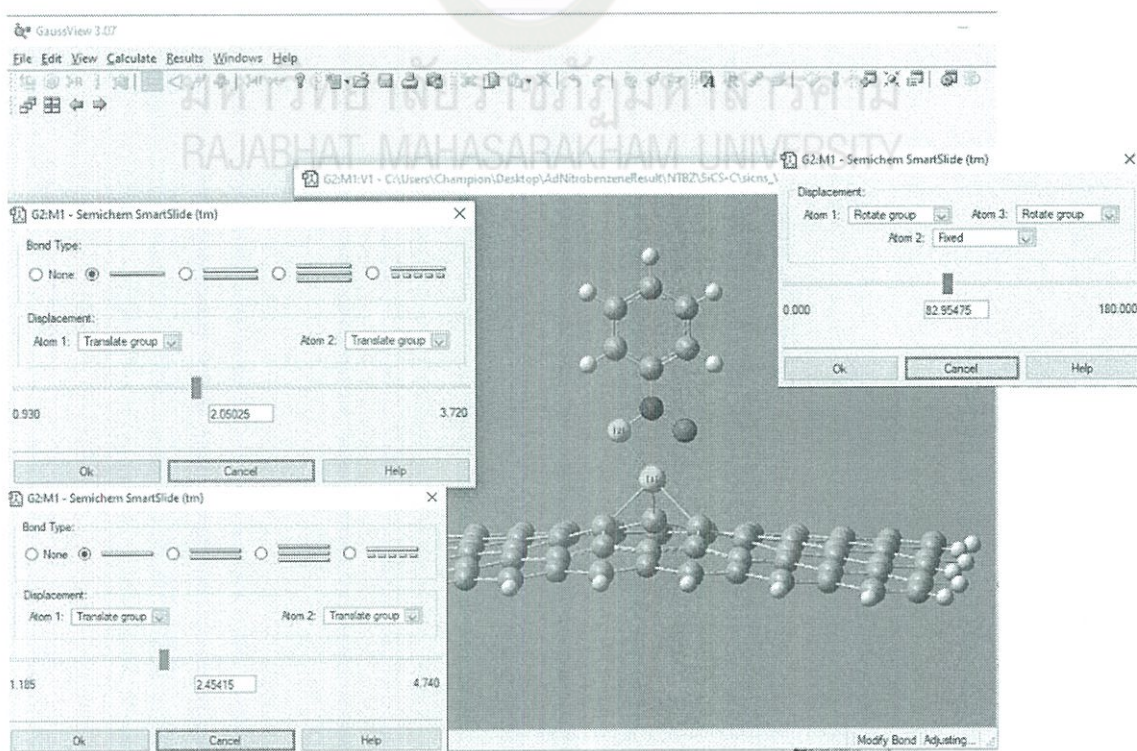 GaussView 3.07
File Edit View Calculate Results Windows Help
มหาวิทยาลัยราชภัฏมหาสารคาม
RAJABHAT MAHASARAKHAM UNIVERSITY
G2:M1:V1 - C:\Users\Champion\Desktop\AdNitrobenzeneResult\NTBZ\SiCS-C\sicns_
G2:M1 - Semichem SmartSlide (tm)
Displacement:
Atom 1: Rotate group Atom 3: Rotate group
Atom 2: Fixed
0.000 82.95475 180.000
Ok Cancel Help
G2:M1 - Semichem SmartSlide (tm)
Bond Type:
None
Displacement:
Atom 1: Translate group Atom 2: Translate group
0.930 2.05025 3.720
Ok Cancel Help
G2:M1 - Semichem SmartSlide (tm)
Bond Type:
None
Displacement:
Atom 1: Translate group Atom 2: Translate group
1.185 2.45415 4.740
Ok Cancel Help
Modify Bond Adjusting...